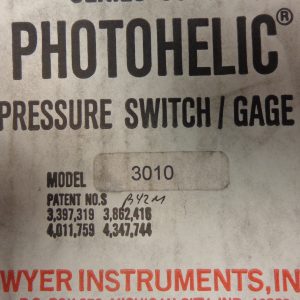 PHOTOHELIC®
PRESSURE SWITCH / GAGE
MODEL 3010
PATENT NO.S
3,397,319 3,862,416
4,011,759 4,347,744
WYER INSTRUMENTS, IN